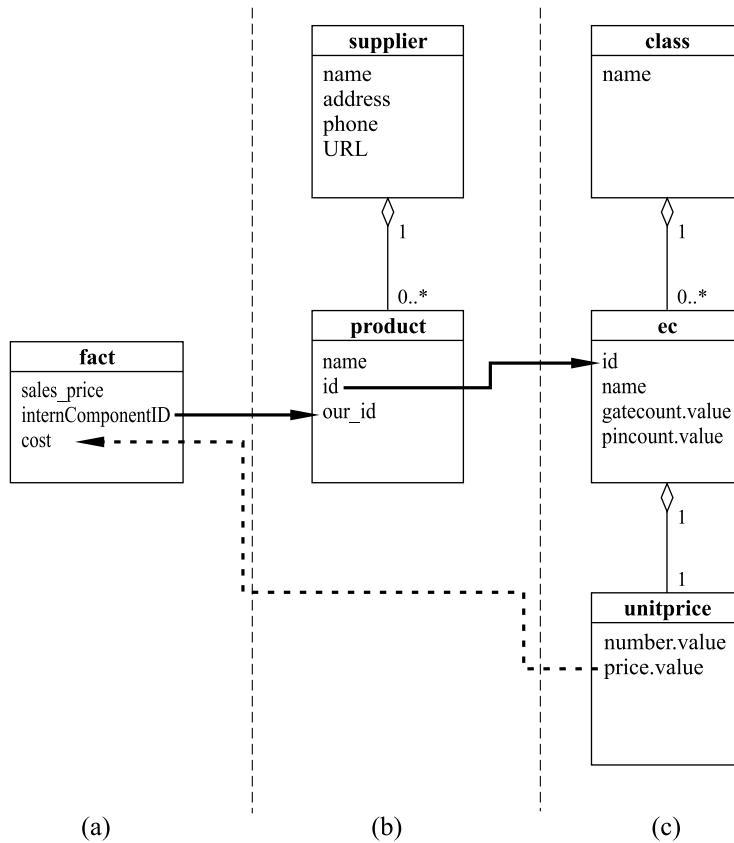 supplier
name
address
phone
URL
1
0..*
class
name
1
0..*
fact
sales_price
internComponentID
cost
product
name
id
our_id
ec
id
name
gatecount.value
pincount.value
1
1
unitprice
number.value
price.value
(a)
(b)
(c)